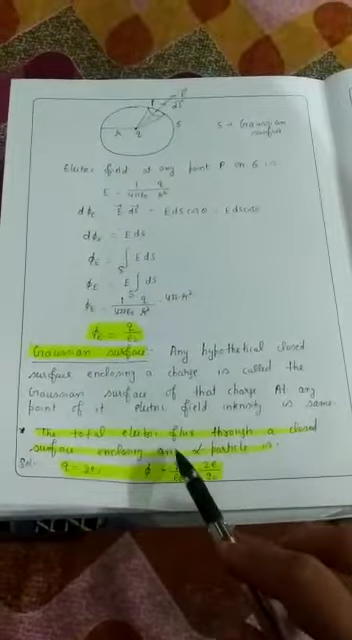 P
ds
S
r
q
S → Gaussian
surface
Electric field at any point P on S is
E = 1/4πε₀ q/r²
dϕE = E⃗ . ds⃗ = E ds cos θ = E ds cos 0
dϕE = E ds
ϕE = ∫S E ds
ϕE = E ∫S ds
ϕE = 1/4πε₀ q/r² . 4πr²
ϕE = q/ε₀
Gaussian surface :- Any hypothetical closed
surface enclosing a charge is called the
Gaussian surface of that charge At any
point of it electric field intensity is same.
* The total electric flux through a closed
surface enclosing any α particle is.
Sol: q = 2e, ϕ = 2e